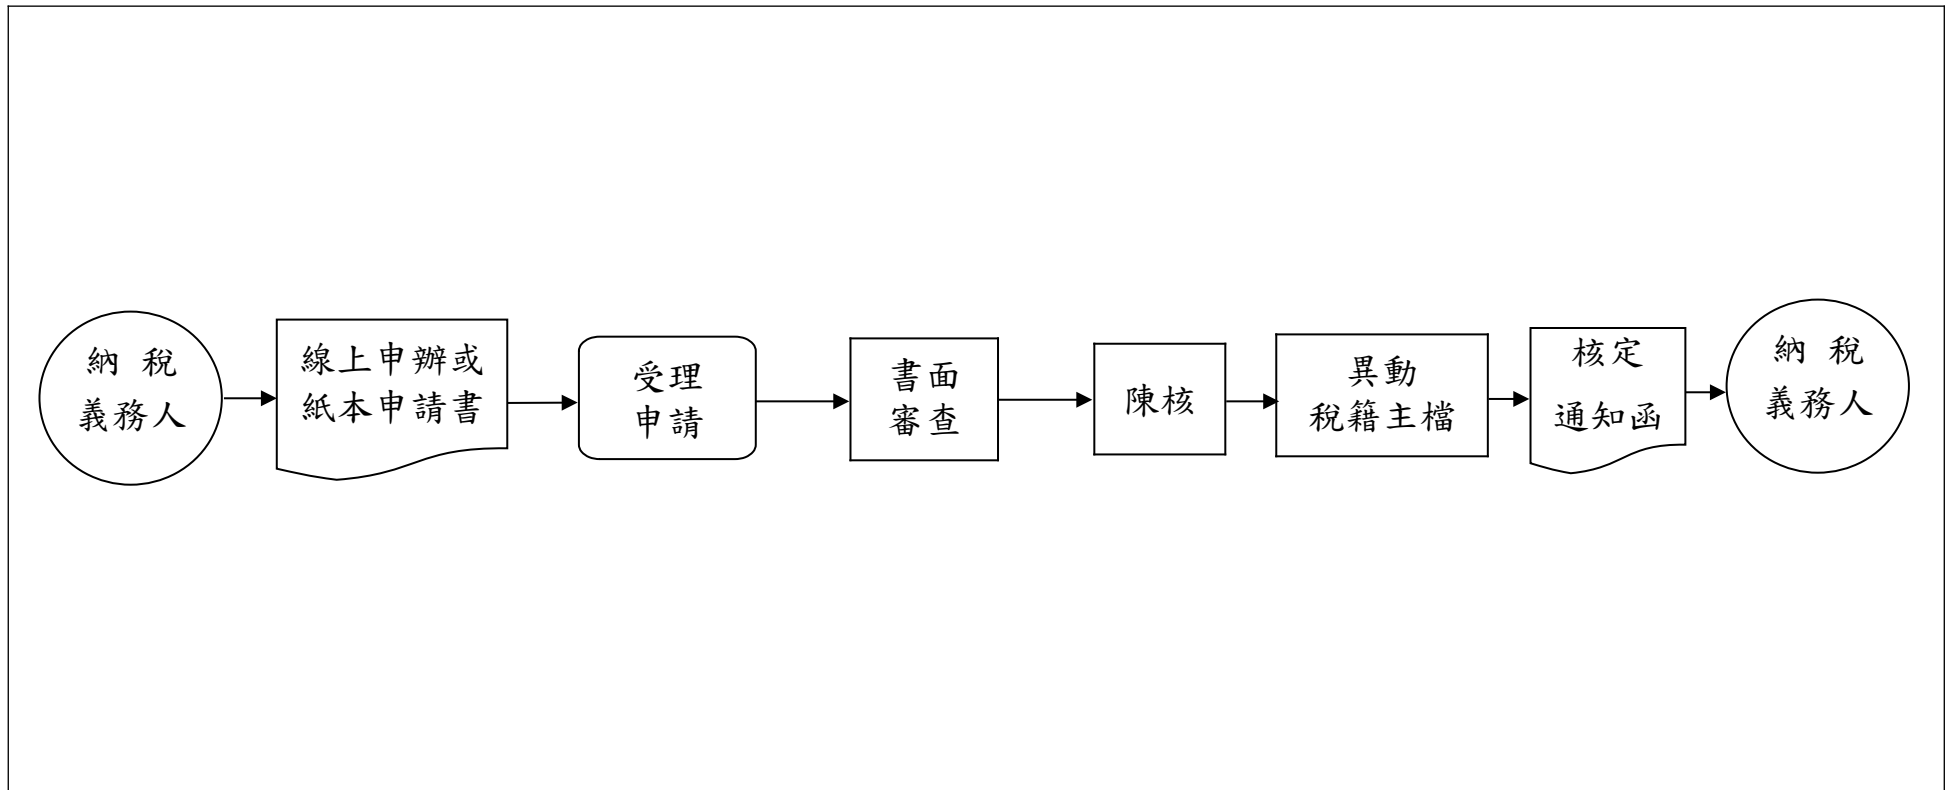 納 稅
義務人
線上申辦或
紙本申請書
受理
申請
書面
審查
陳核
異動
稅籍主檔
核定
通知函
納 稅
義務人